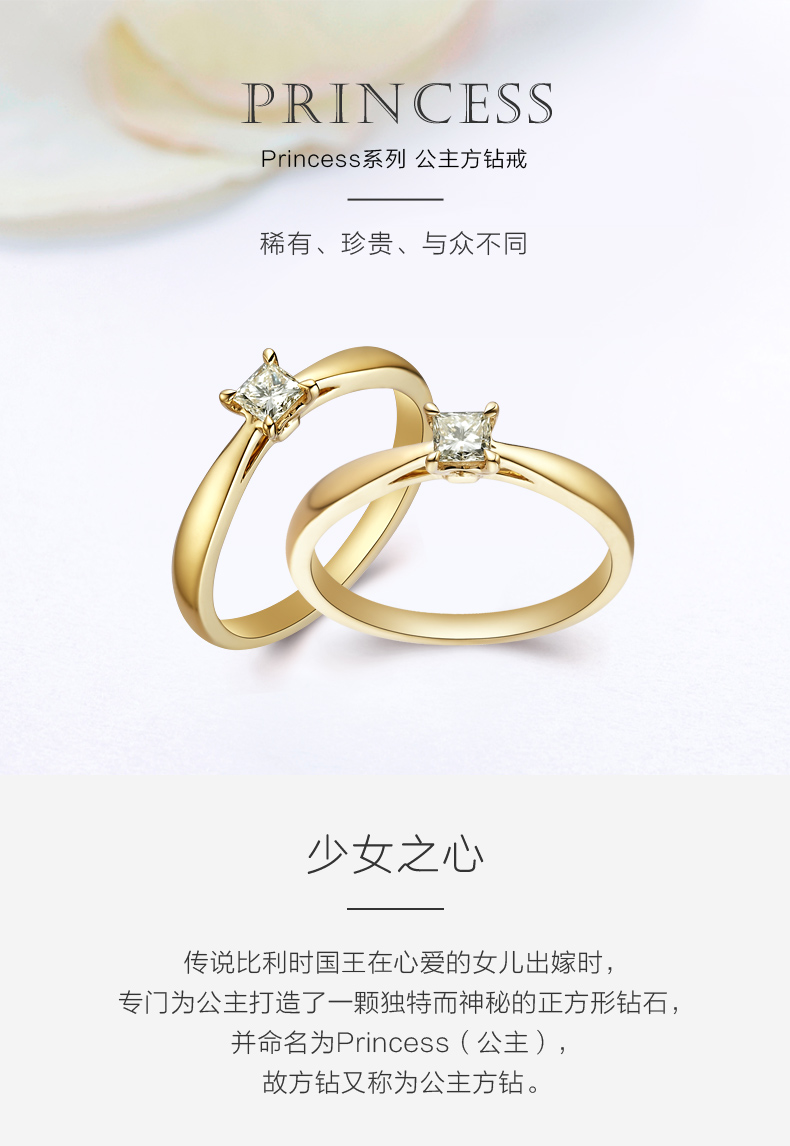 PRINCESS
Princess系列 公主方钻戒
稀有、珍贵、与众不同
少女之心
传说比利时国王在心爱的女儿出嫁时，
专门为公主打造了一颗独特而神秘的正方形钻石，
并命名为Princess（公主），
故方钻又称为公主方钻。